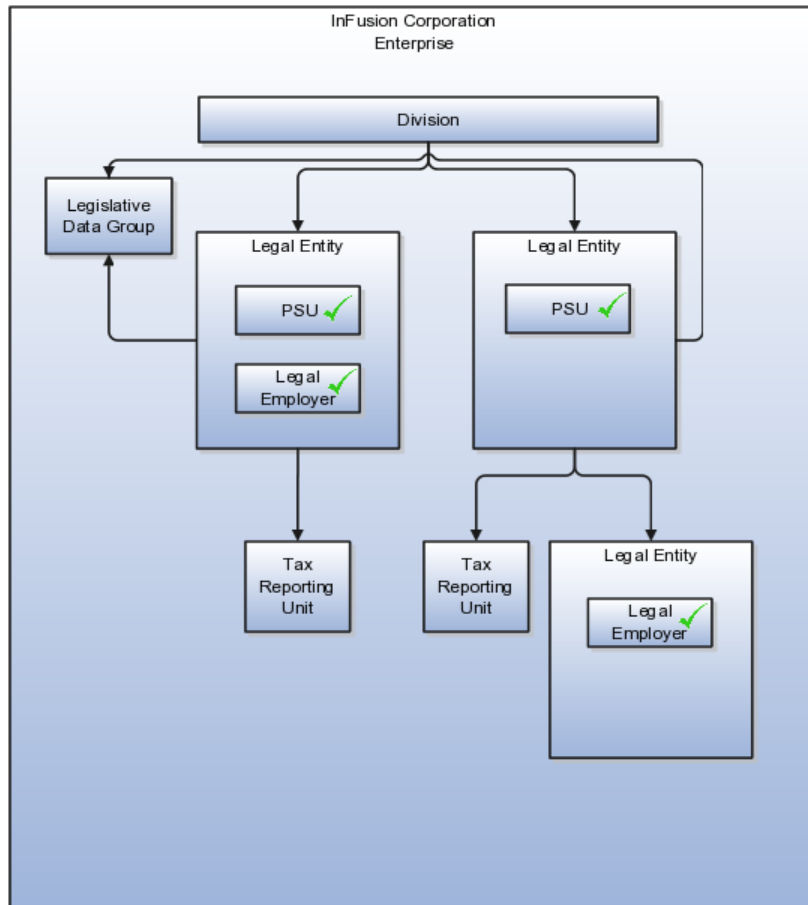 InFusion Corporation
Enterprise
Division
Legislative
Data Group
Legal Entity
PSU
Legal
Employer
Legal Entity
PSU
Tax
Reporting
Unit
Tax
Reporting
Unit
Legal Entity
Legal
Employer